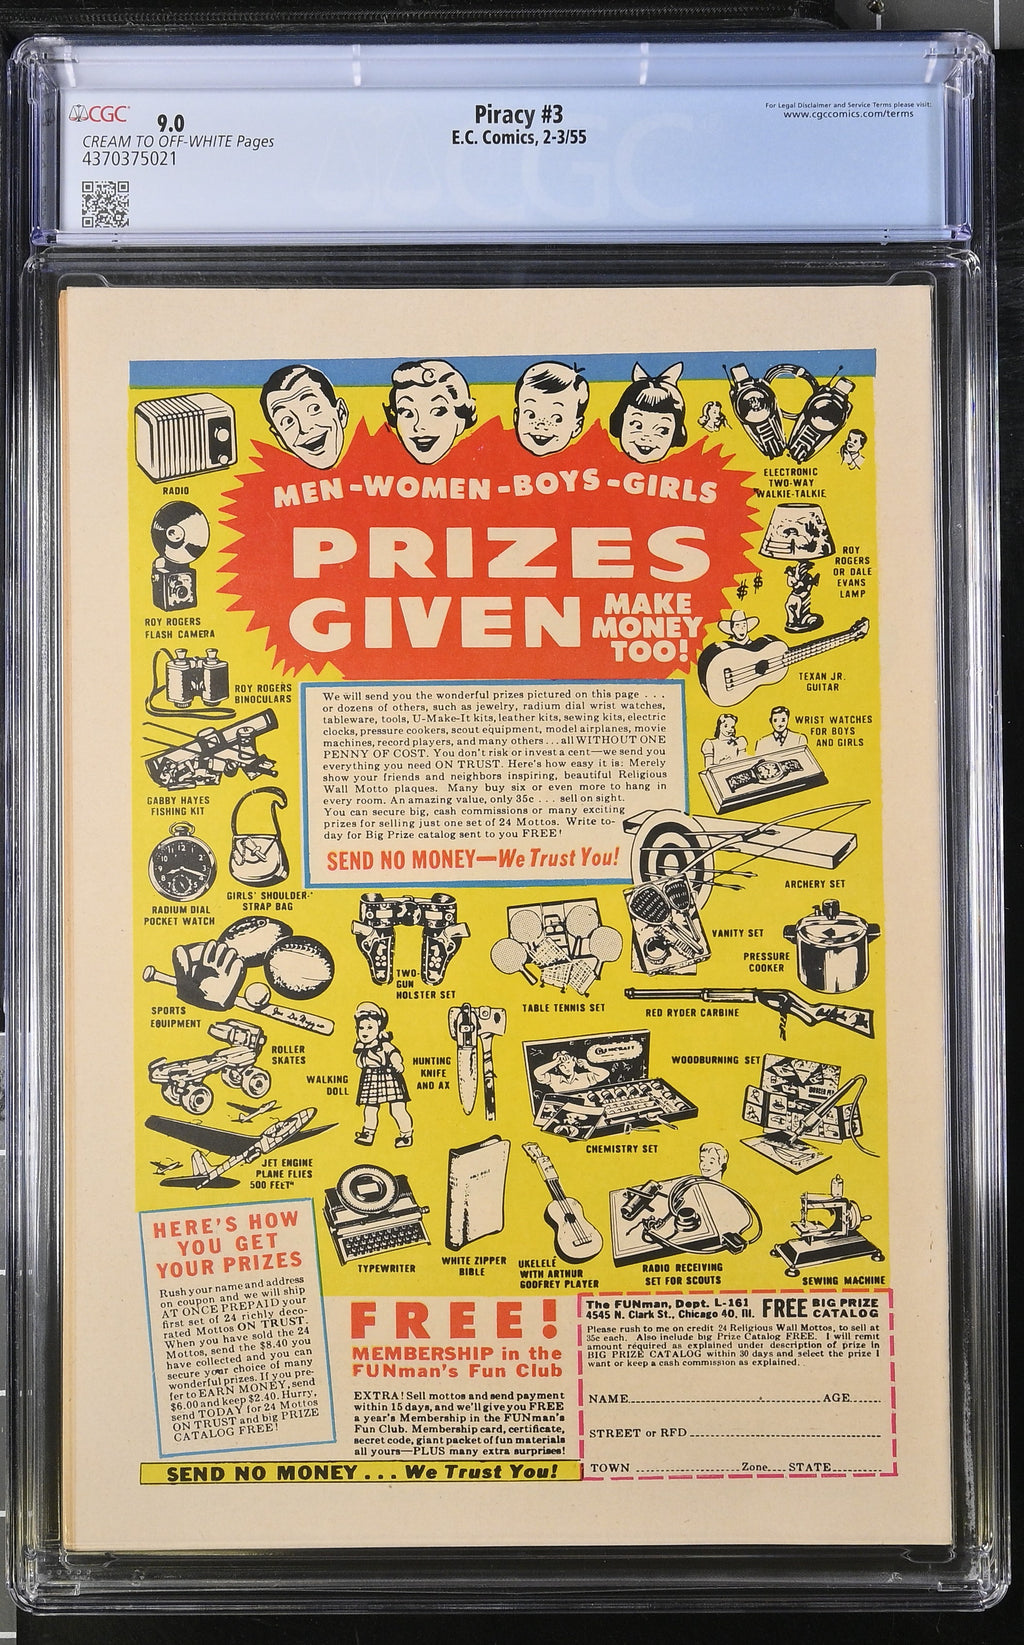 CGC
9.0
CREAM TO OFF-WHITE Pages
4370375021
Piracy #3
E.C. Comics, 2-3/55
For Legal Disclaimer and Service Terms please visit:
www.cgccomics.com/terms
MEN-WOMEN-BOYS-GIRLS
PRIZES
GIVEN
MAKE
MONEY
TOO!
RADIO
ELECTRONIC
TWO-WAY
WALKIE-TALKIE
ROY
ROGERS
OR DALE
EVANS
LAMP
ROY ROGERS
FLASH CAMERA
ROY ROGERS
BINOCULARS
TEXAN JR.
GUITAR
WRIST WATCHES
FOR BOYS
AND GIRLS
GABBY HAYES
FISHING KIT
We will send you the wonderful prizes pictured on this page . . .
or dozens of others, such as jewelry, radium dial wrist watches,
tableware, tools, U-Make-It kits, leather kits, sewing kits, electric
clocks, pressure cookers, scout equipment, model airplanes, movie
machines, record players, and many others . . . all WITHOUT ONE
PENNY OF COST. You don't risk or invest a cent—we send you
everything you need ON TRUST. Here's how easy it is: Merely
show your friends and neighbors inspiring, beautiful Religious
Wall Motto plaques. Many buy six or even more to hang in
every room. An amazing value, only 35c . . . sell on sight.
You can secure big, cash commissions or many exciting
prizes for selling just one set of 24 Mottos. Write to-
day for Big Prize catalog sent to you FREE!
SEND NO MONEY—We Trust You!
RADIUM DIAL
POCKET WATCH
GIRLS' SHOULDER-
STRAP BAG
ARCHERY SET
VANITY SET
PRESSURE
COOKER
TWO-
GUN
HOLSTER SET
TABLE TENNIS SET
RED RYDER CARBINE
SPORTS
EQUIPMENT
ROLLER
SKATES
WALKING
DOLL
HUNTING
KNIFE
AND AX
WOODBURNING SET
CHEMISTRY SET
JET ENGINE
PLANE FLIES
500 FEET
TYPEWRITER
WHITE ZIPPER
BIBLE
HOLY BIBLE
UKELELE
WITH ARTHUR
GODFREY PLAYER
RADIO RECEIVING
SET FOR SCOUTS
SEWING MACHINE
HERE'S HOW
YOU GET
YOUR PRIZES
Rush your name and address
on coupon and we will ship
AT ONCE PREPAID your
first set of 24 richly deco-
rated Mottos ON TRUST.
When you have sold the 24
Mottos, send the $8.40 you
have collected and you can
secure your choice of many
wonderful prizes. If you pre-
fer to EARN MONEY, send
$6.00 and keep $2.40. Hurry,
send TODAY for 24 Mottos
ON TRUST and big PRIZE
CATALOG FREE!
FREE!
MEMBERSHIP in the
FUNman's Fun Club
EXTRA! Sell mottos and send payment
within 15 days, and we'll give you FREE
a year's Membership in the FUNman's
Fun Club. Membership card, certificate,
secret code, giant packet of fun materials
all yours—PLUS many extra surprises!
SEND NO MONEY . . . We Trust You!
The FUNman, Dept. L-161
4545 N. Clark St., Chicago 40, Ill.
FREE BIG PRIZE
CATALOG
Please rush to me on credit 24 Religious Wall Mottos, to sell at
35c each. Also include big Prize Catalog FREE. I will remit
amount required as explained under description of prize in
BIG PRIZE CATALOG within 30 days and select the prize I
want or keep a cash commission as explained.
NAME AGE
STREET or RFD
TOWN Zone STATE